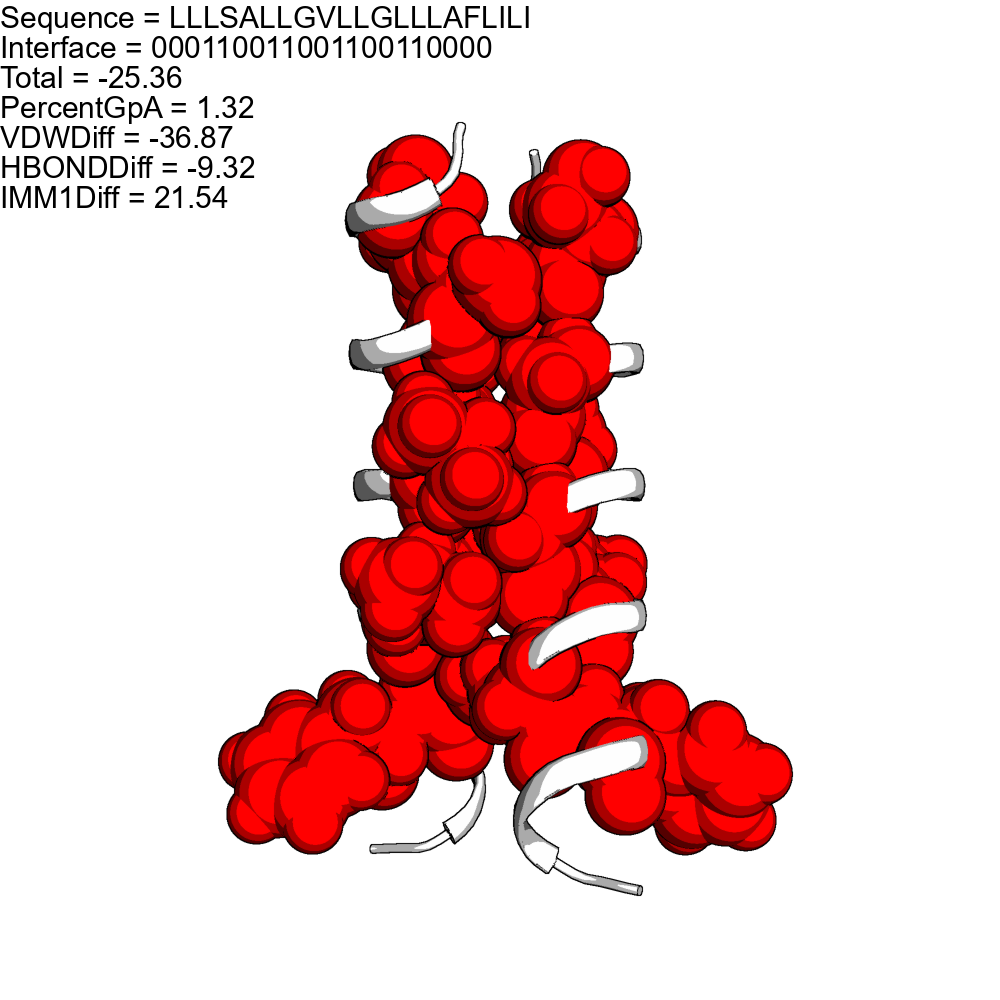 Sequence = LLLSALLGVLLGLLLAFLILI
Interface = 000110011001100110000
Total = -25.36
PercentGpA = 1.32
VDWDiff = -36.87
HBONDDiff = -9.32
IMM1Diff = 21.54